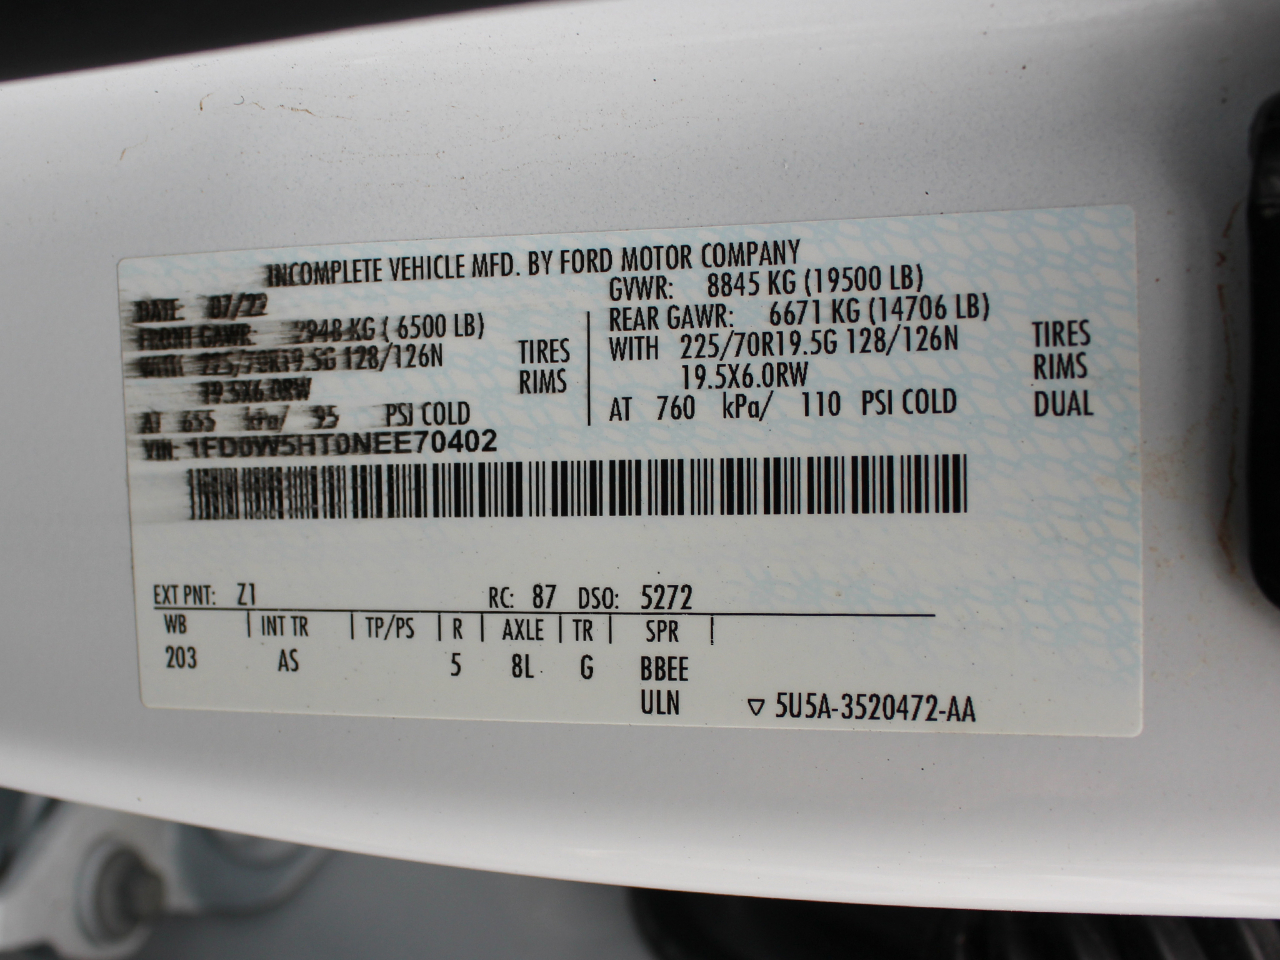 INCOMPLETE VEHICLE MFD. BY FORD MOTOR COMPANY
DATE: 07/22
GVWR: 8845 KG (19500 LB)
FRONT GAWR: 2948 KG ( 6500 LB)
REAR GAWR: 6671 KG (14706 LB)
WITH 225/70R19.5G 128/126N TIRES
WITH 225/70R19.5G 128/126N TIRES
19.5X6.0RW RIMS
19.5X6.0RW RIMS
AT 655 kPa/ 95 PSI COLD
AT 760 kPa/ 110 PSI COLD DUAL
VIN: 1FD0W5HT0NEE70402
EXT PNT: Z1 RC: 87 DSO: 5272
WB | INT TR | TP/PS | R | AXLE | TR | SPR |
203 AS 5 8L G BBEE
ULN ▽ 5U5A-3520472-AA